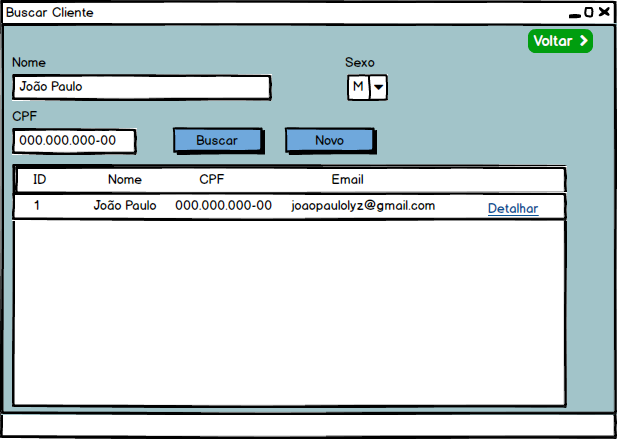 Buscar Cliente
Voltar
Nome
Sexo
João Paulo
M
CPF
000.000.000-00
Buscar
Novo
ID Nome CPF Email
1 João Paulo 000.000.000-00 joaopaulolyz@gmail.com Detalhar